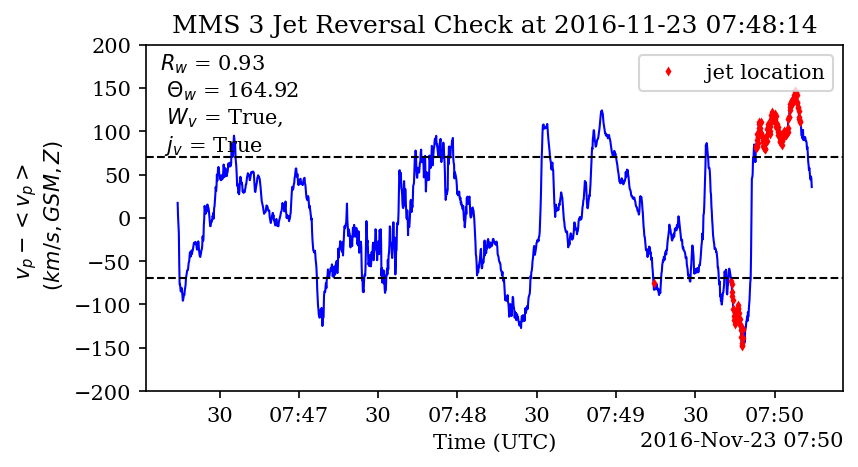 MMS 3 Jet Reversal Check at 2016-11-23 07:48:14
200
150
100
50
0
−50
−100
−150
−200
v_p − < v_p >
(km/s, GSM, Z)
R_w = 0.93
Θ_w = 164.92
W_v = True,
j_v = True
jet location
30 07:47 30 07:48 30 07:49 30 07:50
Time (UTC)
2016-Nov-23 07:50